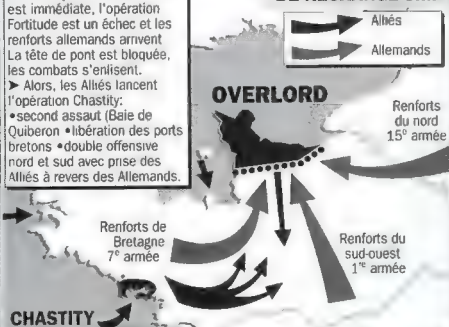 est immédiate, l'opération
Fortitude est un échec et les
renforts allemands arrivent
La tête de pont est bloquée,
les combats s'enlisent.
➤ Alors, les Alliés lancent
l'opération Chastity:
•second assaut (Baie de
Quiberon •libération des ports
bretons •double offensive
nord et sud avec prise des
Alliés à revers des Allemands.
Alliés
Allemands
OVERLORD
Renforts
du nord
15e armée
Renforts de
Bretagne
7e armée
Renforts du
sud-ouest
1re armée
CHASTITY